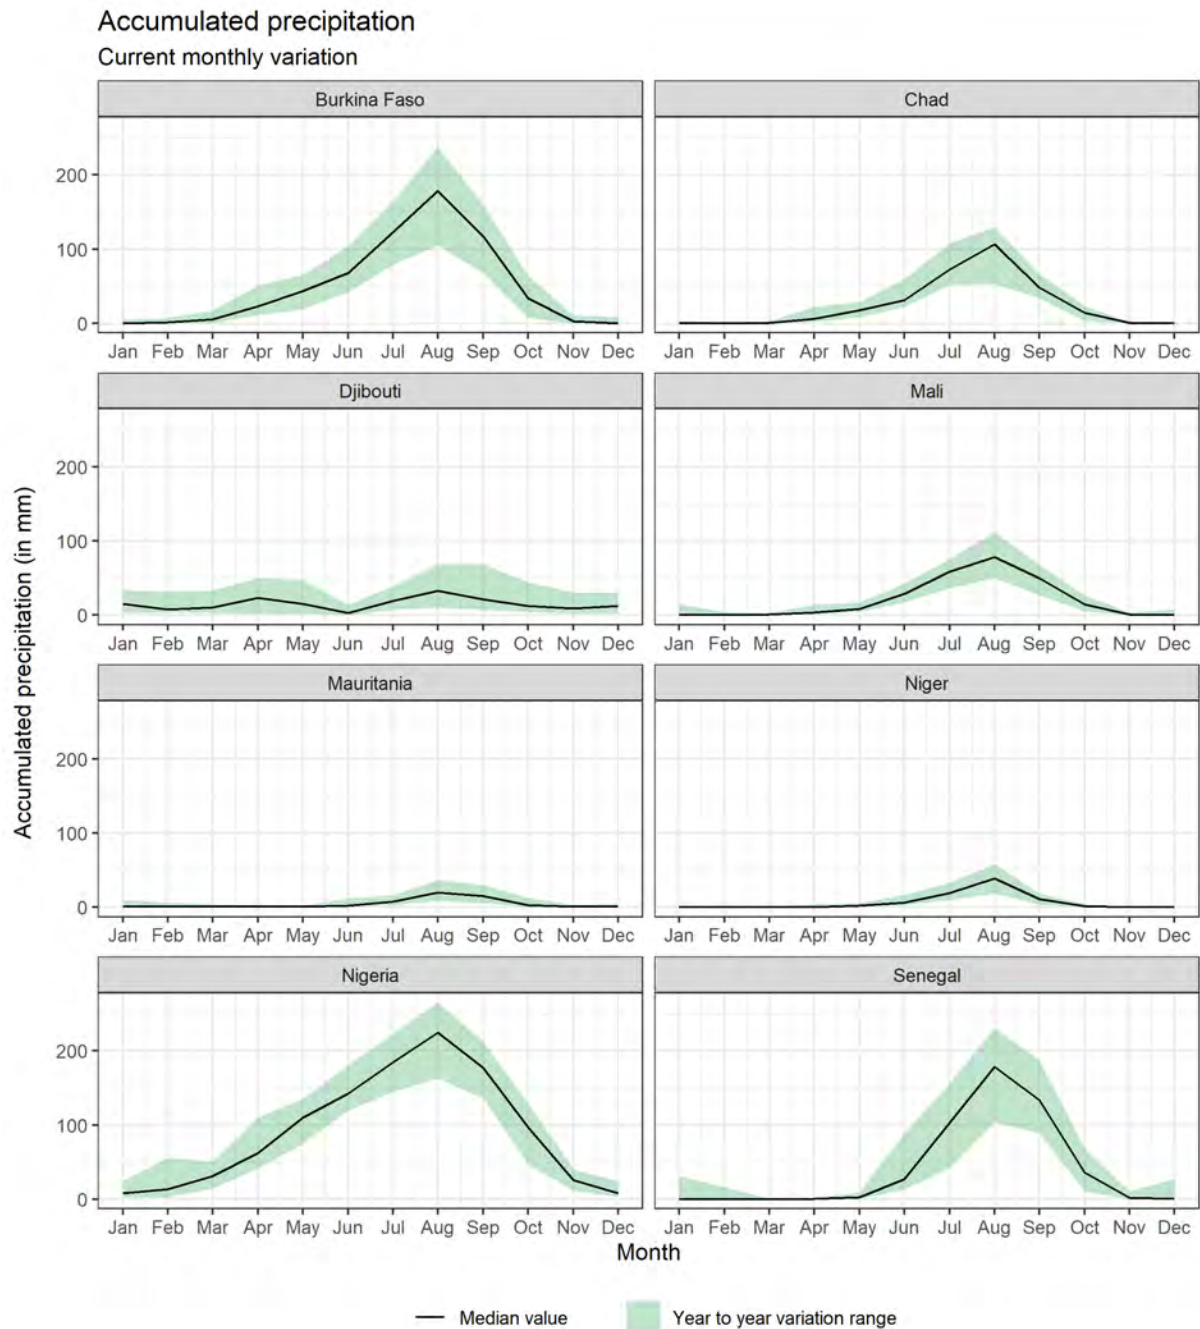 Accumulated precipitation
Current monthly variation
Burkina Faso
Chad
200
100
0
Jan Feb Mar Apr May Jun Jul Aug Sep Oct Nov Dec
Jan Feb Mar Apr May Jun Jul Aug Sep Oct Nov Dec
Djibouti
Mali
200
100
0
Jan Feb Mar Apr May Jun Jul Aug Sep Oct Nov Dec
Jan Feb Mar Apr May Jun Jul Aug Sep Oct Nov Dec
Accumulated precipitation (in mm)
Mauritania
Niger
200
100
0
Jan Feb Mar Apr May Jun Jul Aug Sep Oct Nov Dec
Jan Feb Mar Apr May Jun Jul Aug Sep Oct Nov Dec
Nigeria
Senegal
200
100
0
Jan Feb Mar Apr May Jun Jul Aug Sep Oct Nov Dec
Jan Feb Mar Apr May Jun Jul Aug Sep Oct Nov Dec
Month
Median value
Year to year variation range